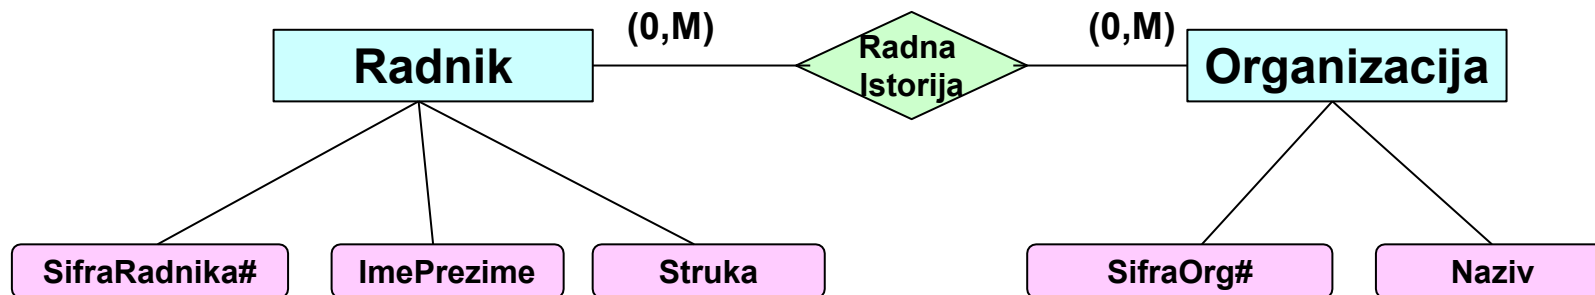 (0,M)
(0,M)
Radnik
Radna
Istorija
Organizacija
SifraRadnika#
ImePrezime
Struka
SifraOrg#
Naziv